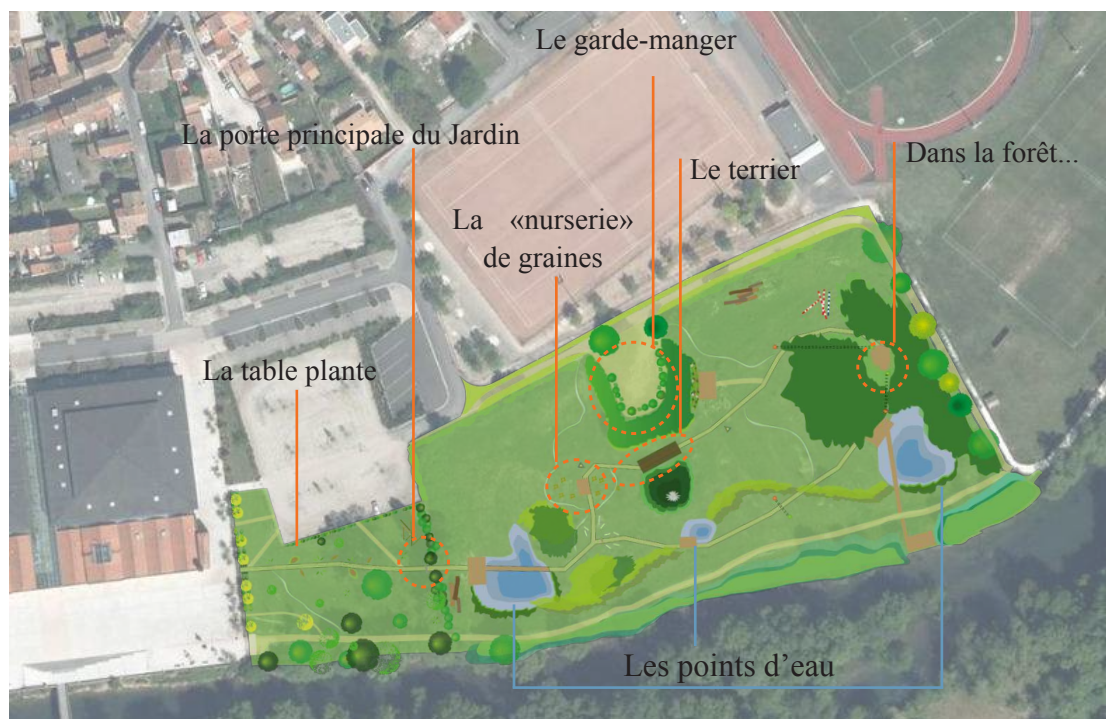 Le garde-manger
La porte principale du Jardin
Le terrier
Dans la forêt...
La «nurserie»
de graines
La table plante
Les points d’eau